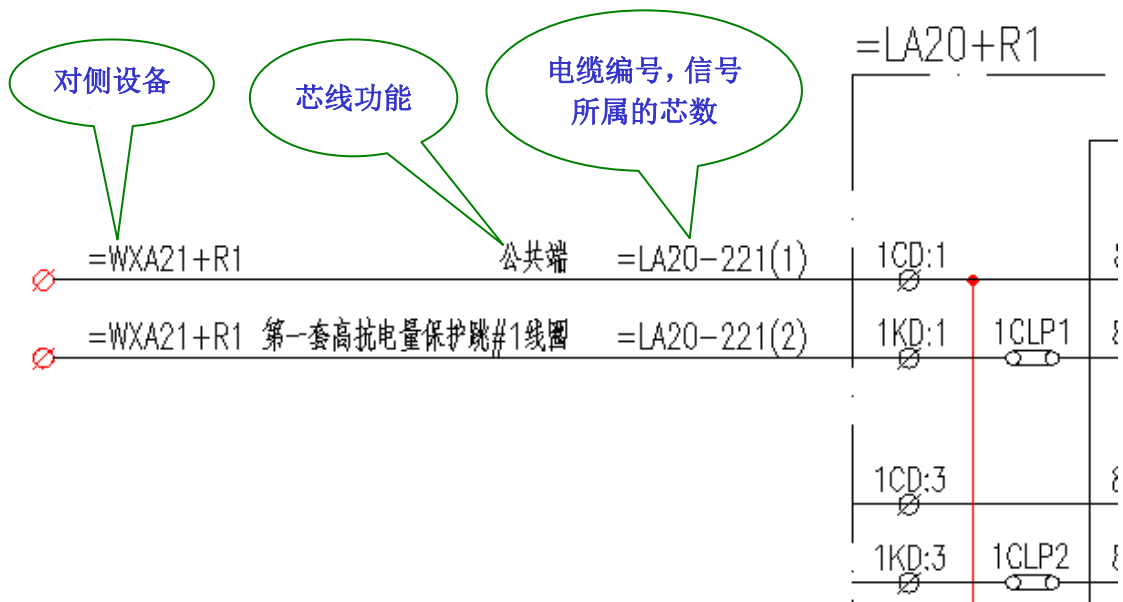 对侧设备
芯线功能
电缆编号，信号
所属的芯数
=LA20+R1
=WXA21+R1 公共端 =LA20-221(1) 1CD:1
=WXA21+R1 第一套高抗电量保护跳#1线圈 =LA20-221(2) 1KD:1 1CLP1
1CD:3
1KD:3 1CLP2